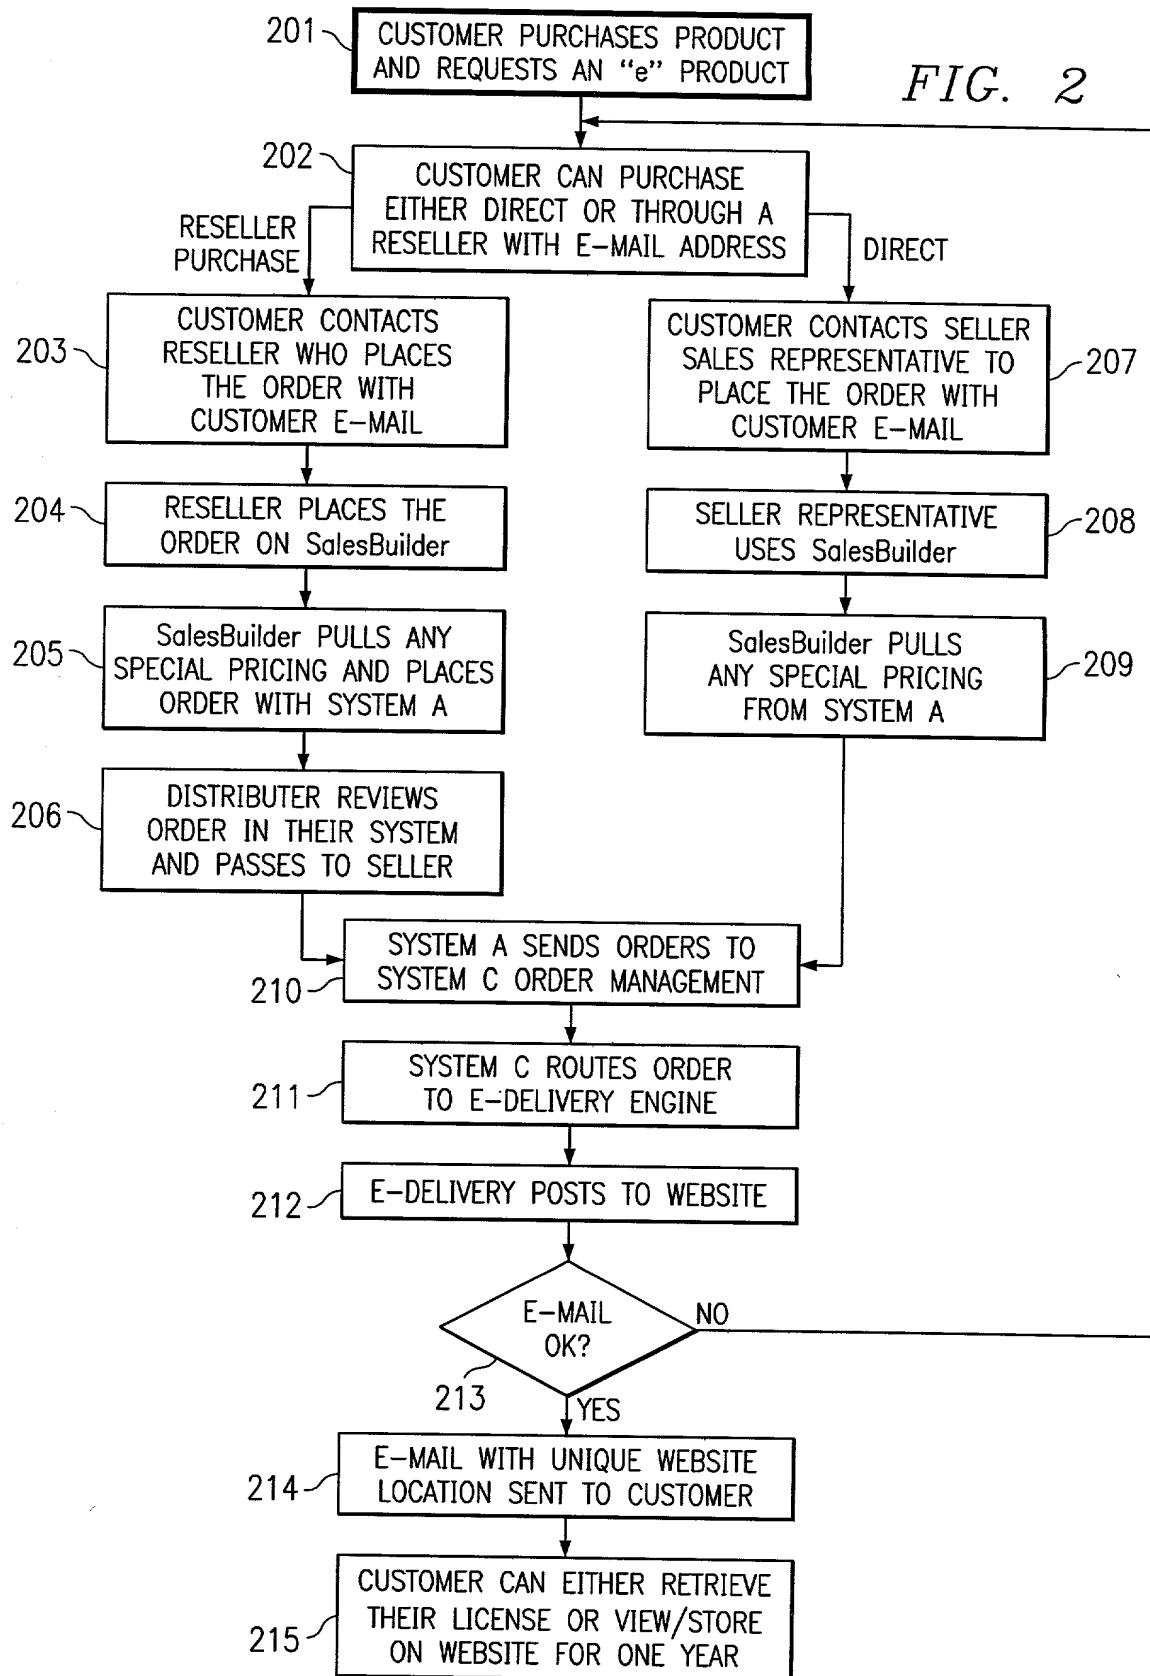 201
CUSTOMER PURCHASES PRODUCT
AND REQUESTS AN "e" PRODUCT
FIG. 2
202
CUSTOMER CAN PURCHASE
EITHER DIRECT OR THROUGH A
RESELLER WITH E-MAIL ADDRESS
RESELLER
PURCHASE
DIRECT
203
CUSTOMER CONTACTS
RESELLER WHO PLACES
THE ORDER WITH
CUSTOMER E-MAIL
CUSTOMER CONTACTS SELLER
SALES REPRESENTATIVE TO
PLACE THE ORDER WITH
CUSTOMER E-MAIL
207
204
RESELLER PLACES THE
ORDER ON SalesBuilder
SELLER REPRESENTATIVE
USES SalesBuilder
208
205
SalesBuilder PULLS ANY
SPECIAL PRICING AND PLACES
ORDER WITH SYSTEM A
SalesBuilder PULLS
ANY SPECIAL PRICING
FROM SYSTEM A
209
206
DISTRIBUTER REVIEWS
ORDER IN THEIR SYSTEM
AND PASSES TO SELLER
SYSTEM A SENDS ORDERS TO
SYSTEM C ORDER MANAGEMENT
210
SYSTEM C ROUTES ORDER
TO E-DELIVERY ENGINE
211
E-DELIVERY POSTS TO WEBSITE
212
E-MAIL
OK?
NO
213
YES
E-MAIL WITH UNIQUE WEBSITE
LOCATION SENT TO CUSTOMER
214
CUSTOMER CAN EITHER RETRIEVE
THEIR LICENSE OR VIEW/STORE
ON WEBSITE FOR ONE YEAR
215